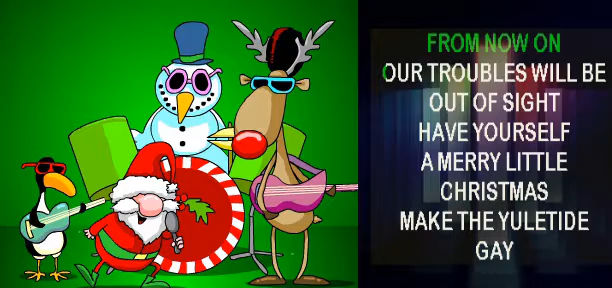 FROM NOW ON
OUR TROUBLES WILL BE
OUT OF SIGHT
HAVE YOURSELF
A MERRY LITTLE
CHRISTMAS
MAKE THE YULETIDE
GAY